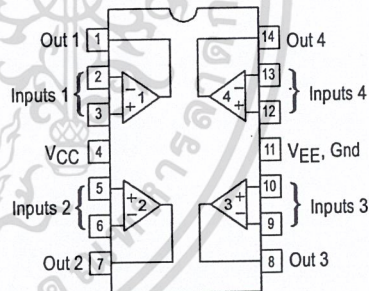 Out 1 1 14 Out 4
2 − 1 − 13
Inputs 1 { } Inputs 4
3 + 4 + 12
VCC 4 11 VEE, Gnd
5 + 2 + 10
Inputs 2 { } Inputs 3
6 − 3 − 9
Out 2 7 8 Out 3